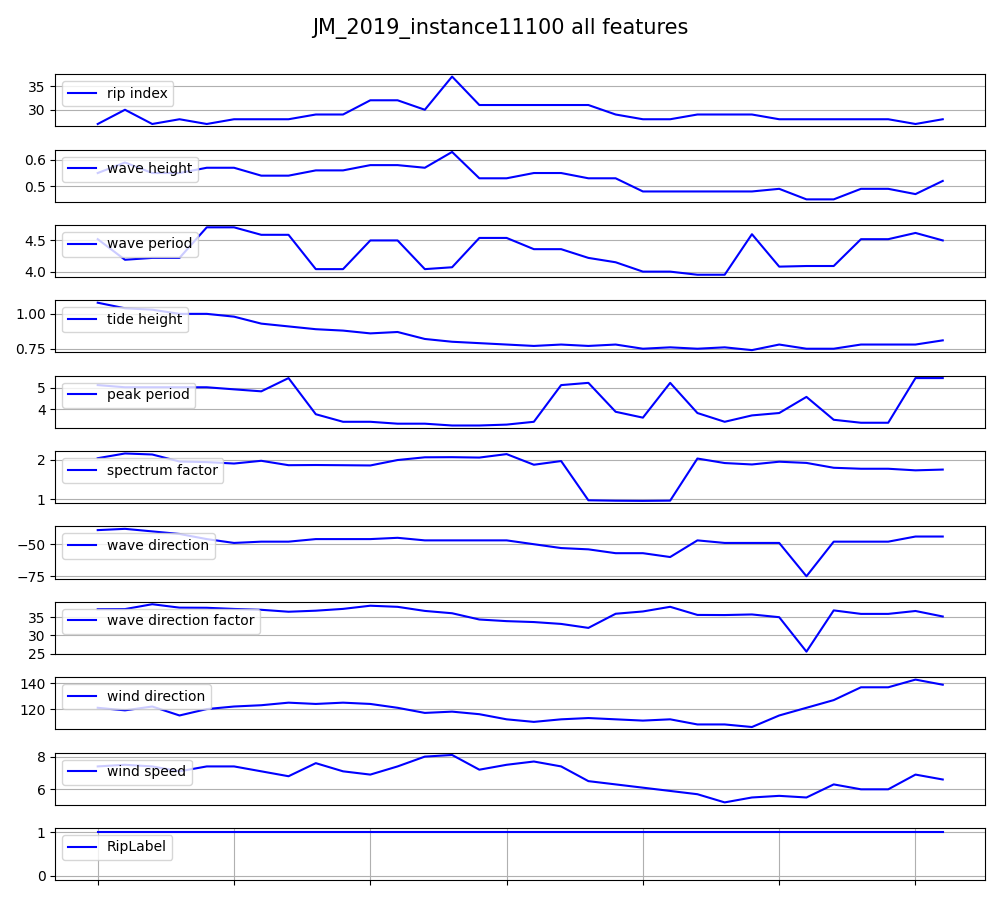 JM_2019_instance11100 all features
35
30
rip index
0.6
0.5
wave height
4.5
4.0
wave period
1.00
0.75
tide height
5
4
peak period
2
1
spectrum factor
−50
−75
wave direction
35
30
25
wave direction factor
140
120
wind direction
8
6
wind speed
1
0
RipLabel